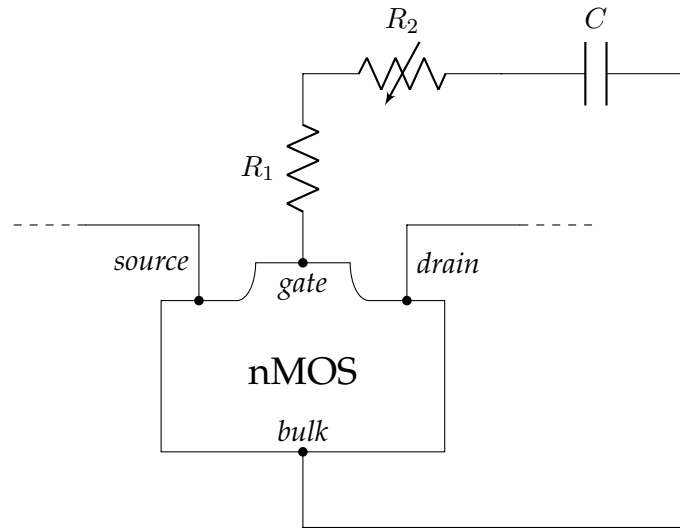 R₂
C
R₁
source
gate
drain
nMOS
bulk